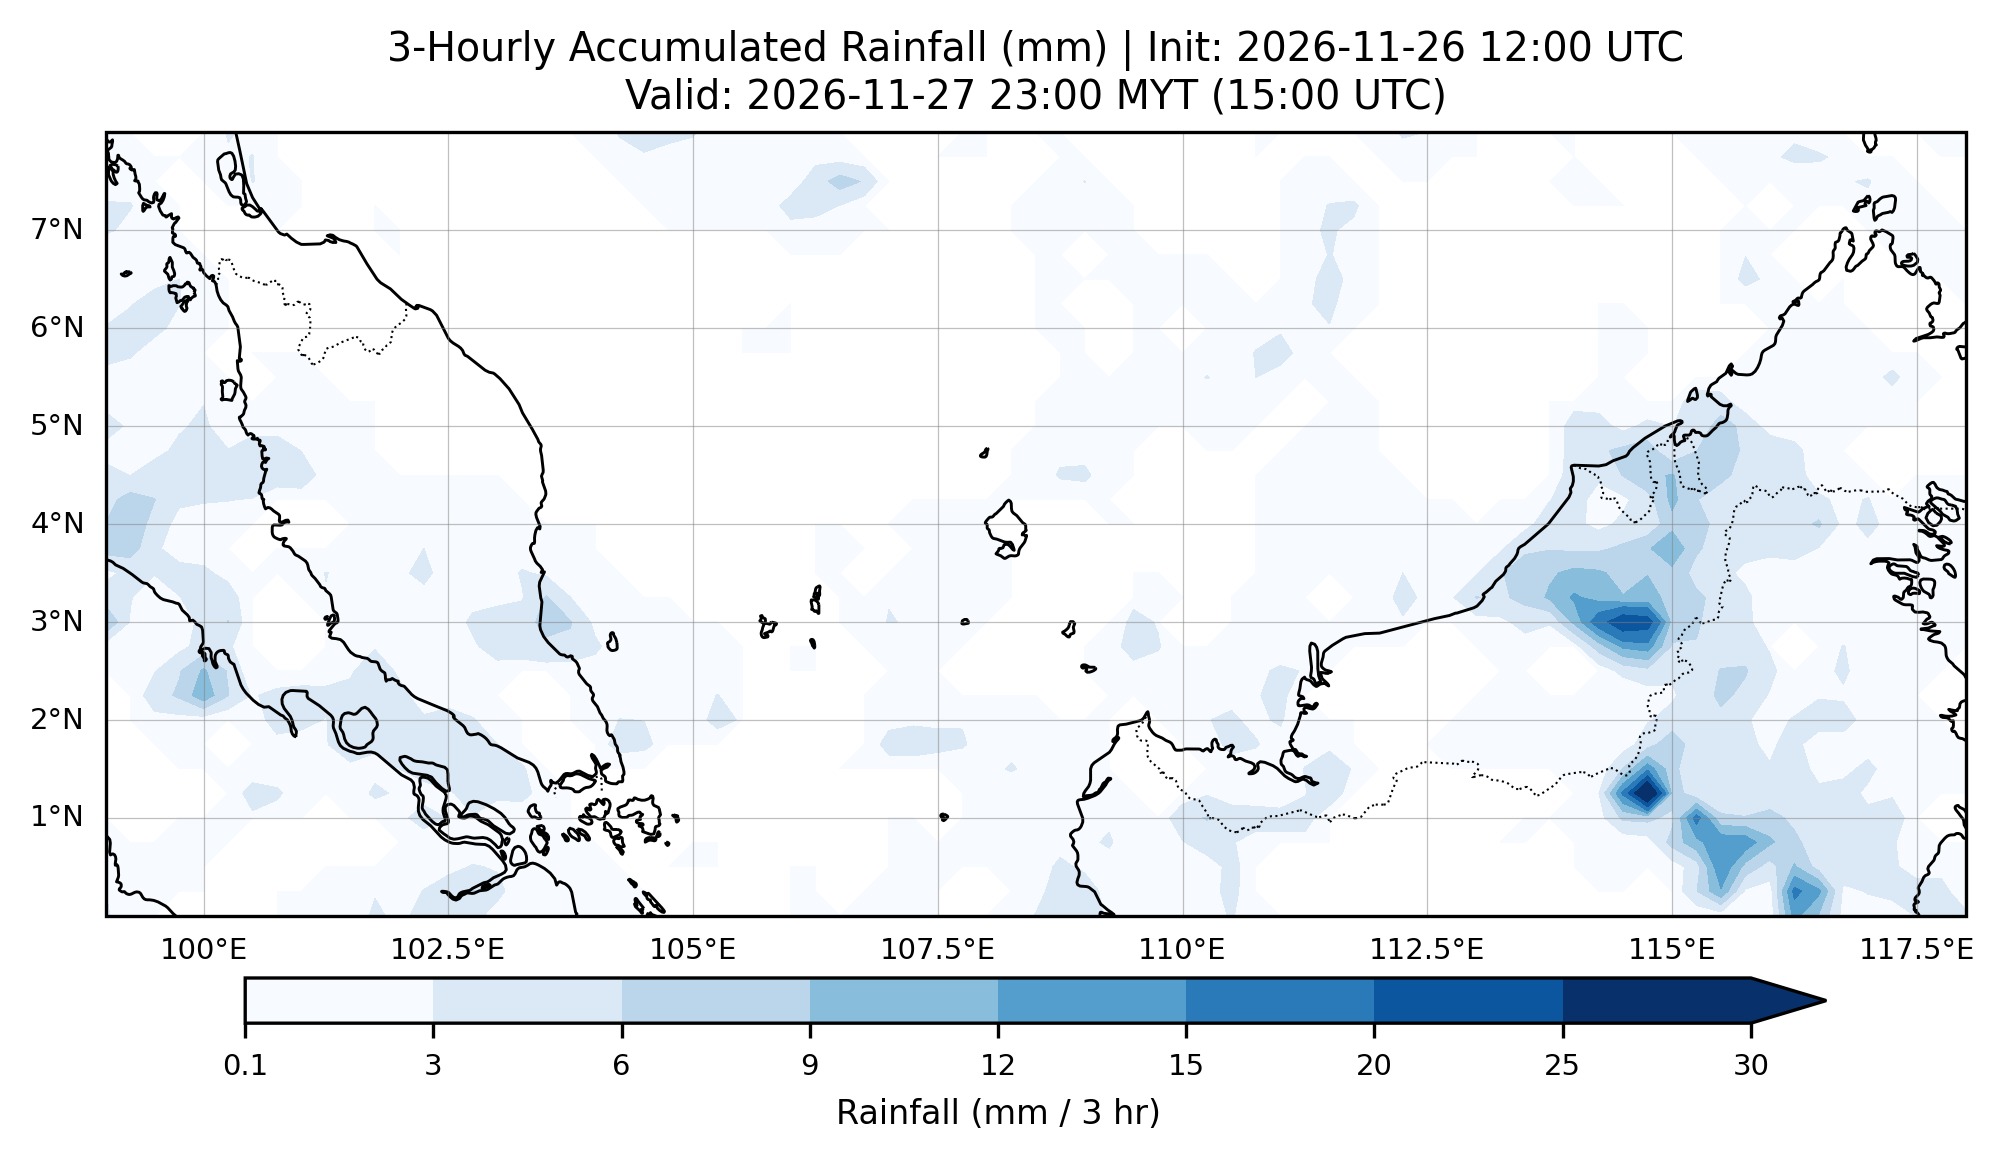 3-Hourly Accumulated Rainfall (mm) | Init: 2026-11-26 12:00 UTC
Valid: 2026-11-27 23:00 MYT (15:00 UTC)
7°N
6°N
5°N
4°N
3°N
2°N
1°N
100°E 102.5°E 105°E 107.5°E 110°E 112.5°E 115°E 117.5°E
0.1 3 6 9 12 15 20 25 30
Rainfall (mm / 3 hr)